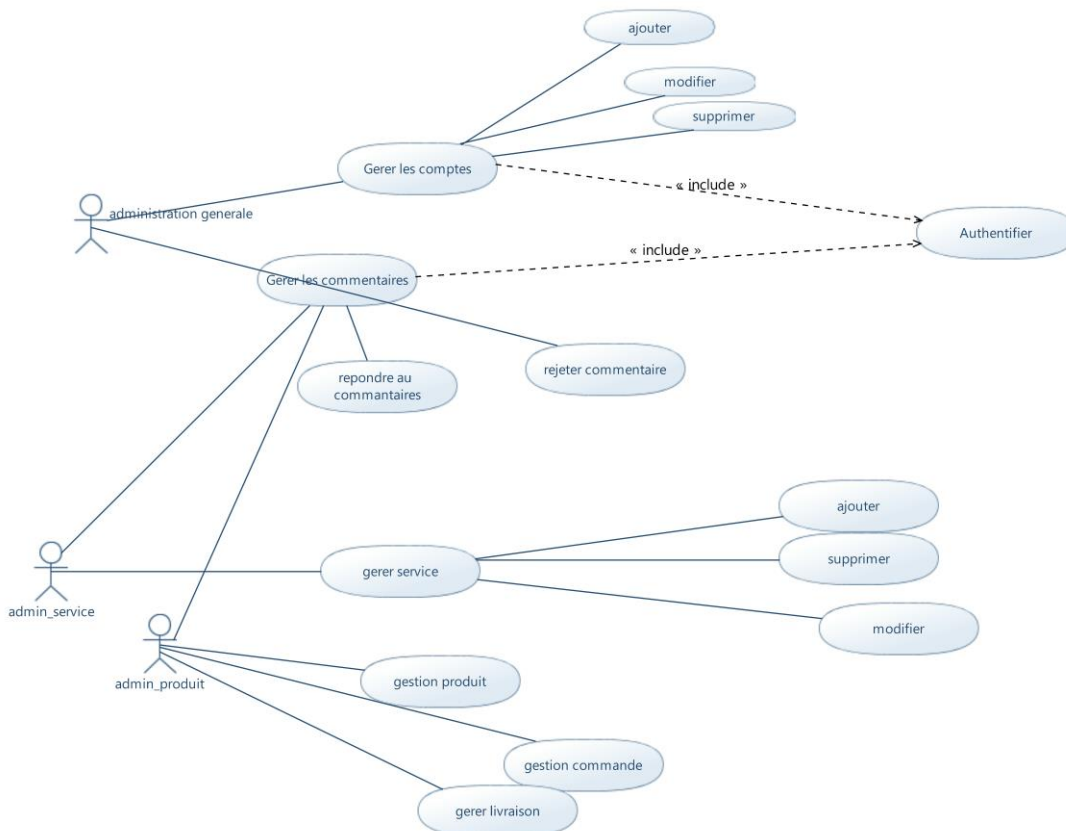 ajouter
modifier
supprimer
Gerer les comptes
« include »
administration generale
Authentifier
« include »
Gerer les commentaires
rejeter commentaire
repondre au
commantaires
ajouter
supprimer
gerer service
admin_service
modifier
admin_produit
gestion produit
gestion commande
gerer livraison